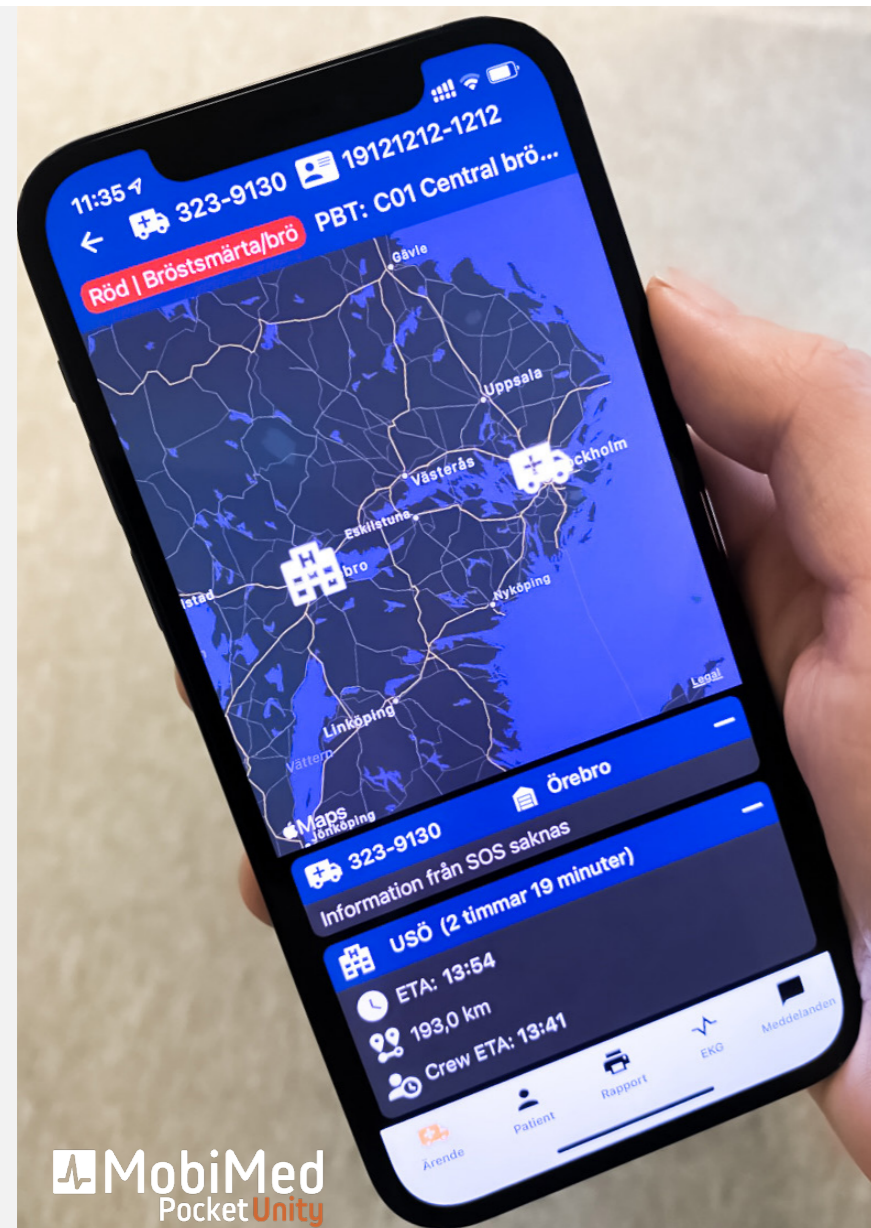 11:35
323-9130 19121212-1212
Röd | Bröstsmärta/brö PBT: C01 Central brö...
Gävle
Uppsala
Västerås
ckholm
Eskilstuna
bro
Nyköping
lstad
Linköping
Vättern
Legal
Maps
Jönköping
323-9130 Örebro
Information från SOS saknas
USÖ (2 timmar 19 minuter)
ETA: 13:54
193,0 km
Crew ETA: 13:41
Ärende Patient Rapport EKG Meddelanden
MobiMed
PocketUnity